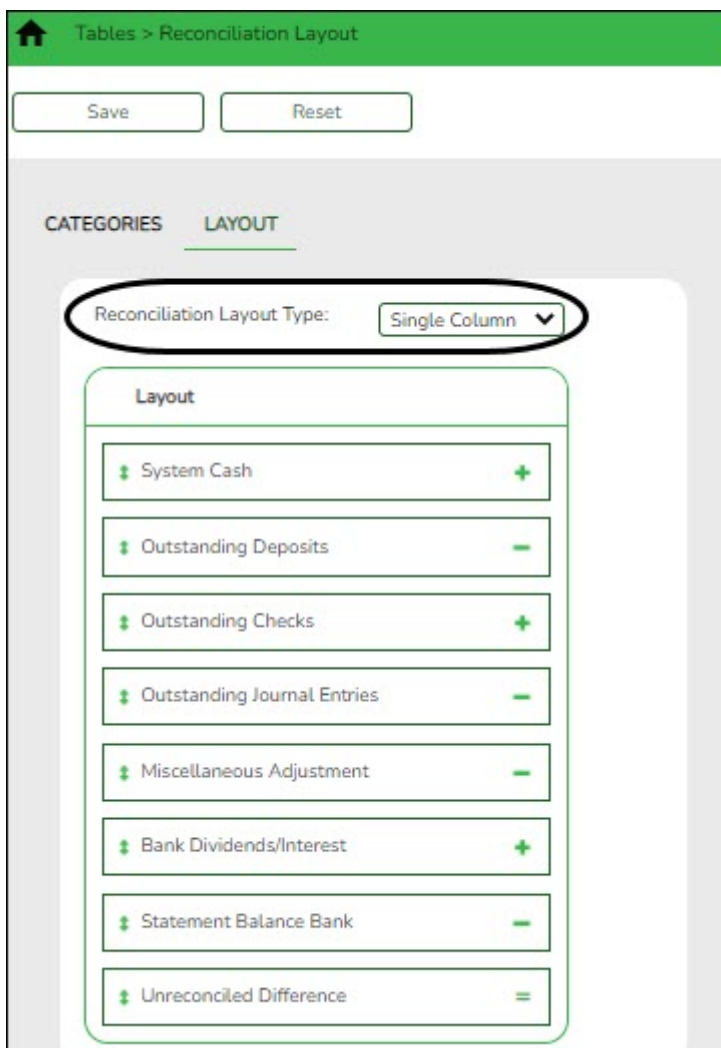 Tables > Reconciliation Layout
Save Reset
CATEGORIES LAYOUT
Reconciliation Layout Type: Single Column
Layout
System Cash +
Outstanding Deposits −
Outstanding Checks +
Outstanding Journal Entries −
Miscellaneous Adjustment −
Bank Dividends/Interest +
Statement Balance Bank −
Unreconciled Difference =